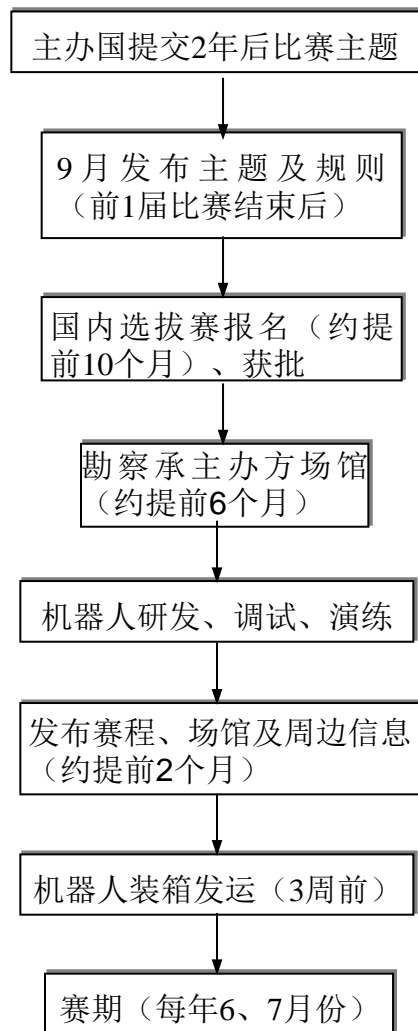 主办国提交2年后比赛主题
9月发布主题及规则
（前1届比赛结束后）
国内选拔赛报名（约提
前10个月）、获批
勘察承主办方场馆
（约提前6个月）
机器人研发、调试、演练
发布赛程、场馆及周边信息
（约提前2个月）
机器人装箱发运（3周前）
赛期（每年6、7月份）